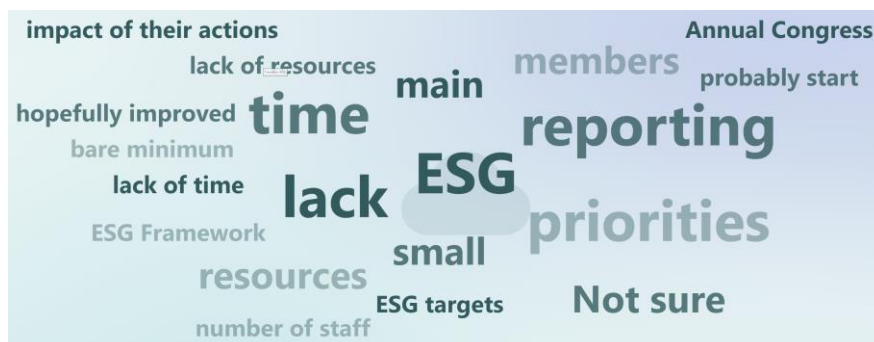 impact of their actions
Annual Congress
lack of resources
members
main
probably start
hopefully improved
time
reporting
bare minimum
ESG
lack of time
lack
priorities
ESG Framework
small
resources
ESG targets
Not sure
number of staff